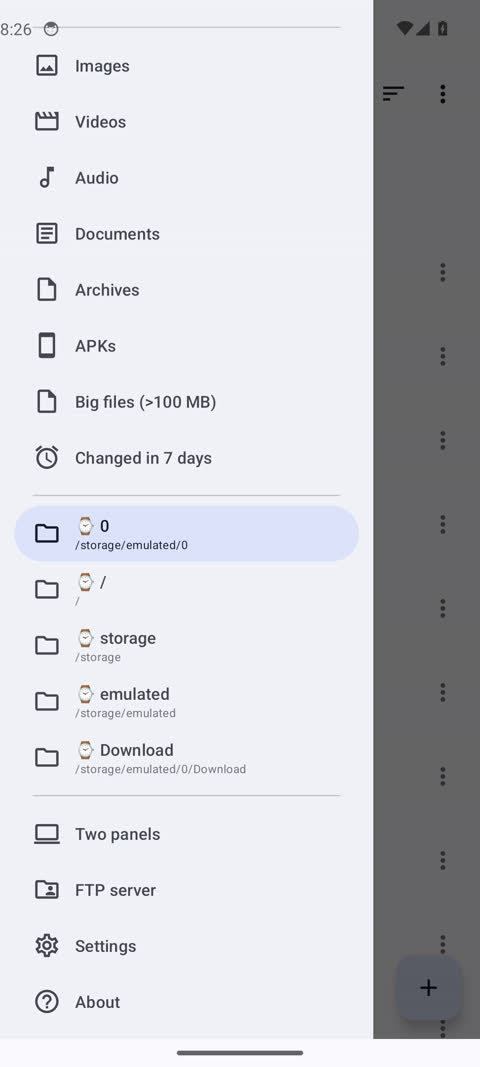 8:26
Images
Videos
Audio
Documents
Archives
APKs
Big files (>100 MB)
Changed in 7 days
⌚ 0
/storage/emulated/0
⌚ /
/
⌚ storage
/storage
⌚ emulated
/storage/emulated
⌚ Download
/storage/emulated/0/Download
Two panels
FTP server
Settings
About